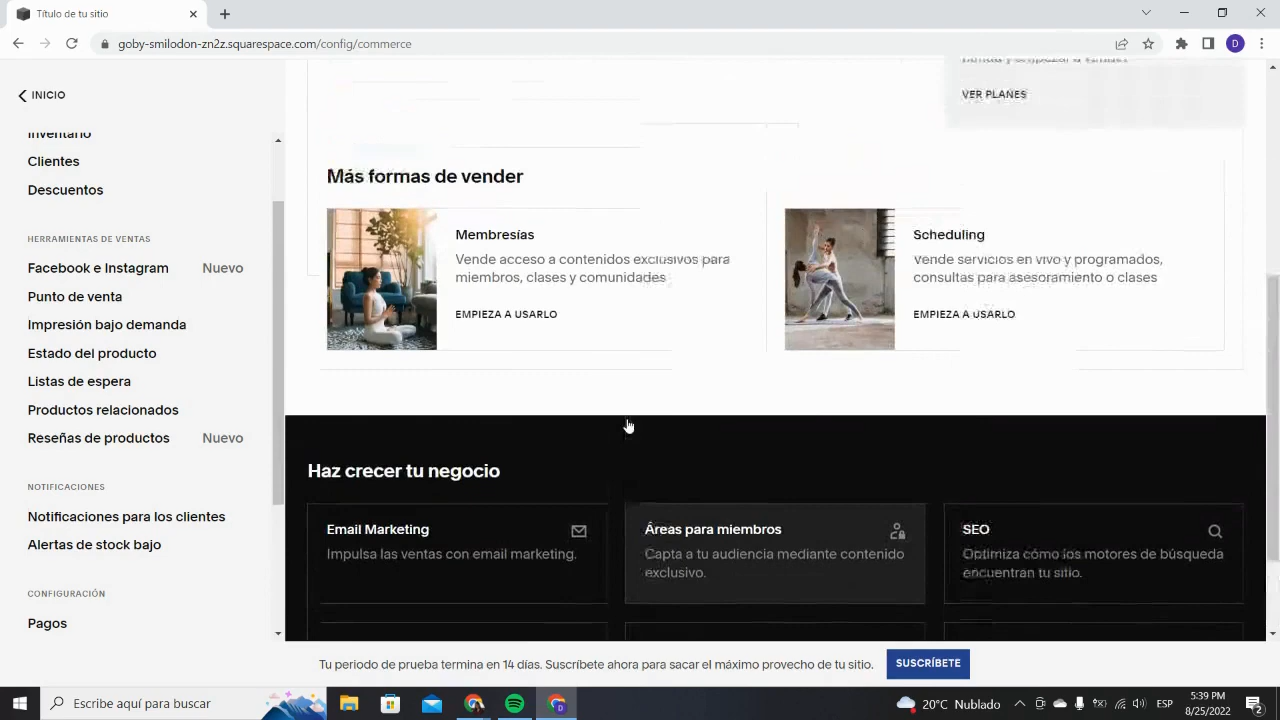 Título de tu sitio
goby-smilodon-zn2z.squarespace.com/config/commerce
D
INICIO
Inventario
Clientes
Descuentos
HERRAMIENTAS DE VENTAS
Facebook e Instagram Nuevo
Punto de venta
Impresión bajo demanda
Estado del producto
Listas de espera
Productos relacionados
Reseñas de productos Nuevo
NOTIFICACIONES
Notificaciones para los clientes
Alertas de stock bajo
CONFIGURACIÓN
Pagos
VER PLANES
Más formas de vender
Membresías
Vende acceso a contenidos exclusivos para
miembros, clases y comunidades
EMPIEZA A USARLO
Scheduling
Vende servicios en vivo y programados,
consultas para asesoramiento o clases
EMPIEZA A USARLO
Haz crecer tu negocio
Email Marketing
Impulsa las ventas con email marketing.
Áreas para miembros
Capta a tu audiencia mediante contenido
exclusivo.
SEO
Optimiza cómo los motores de búsqueda
encuentran tu sitio.
Tu periodo de prueba termina en 14 días. Suscríbete ahora para sacar el máximo provecho de tu sitio.
SUSCRÍBETE
Escribe aquí para buscar
D
20°C Nublado
ESP
5:39 PM
8/25/2022
2